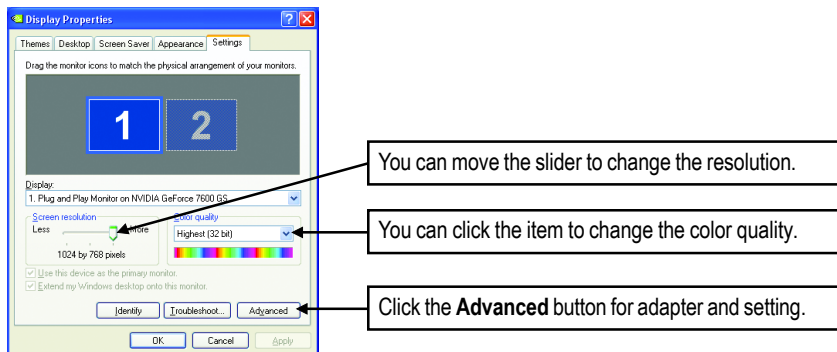 Display Properties
Themes Desktop Screen Saver Appearance Settings
Drag the monitor icons to match the physical arrangement of your monitors.
1 2
Display:
1. Plug and Play Monitor on NVIDIA GeForce 7600 GS
Screen resolution
Less More
1024 by 768 pixels
Color quality
Highest (32 bit)
Use this device as the primary monitor.
Extend my Windows desktop onto this monitor.
Identify Troubleshoot... Advanced
OK Cancel Apply
You can move the slider to change the resolution.
You can click the item to change the color quality.
Click the Advanced button for adapter and setting.